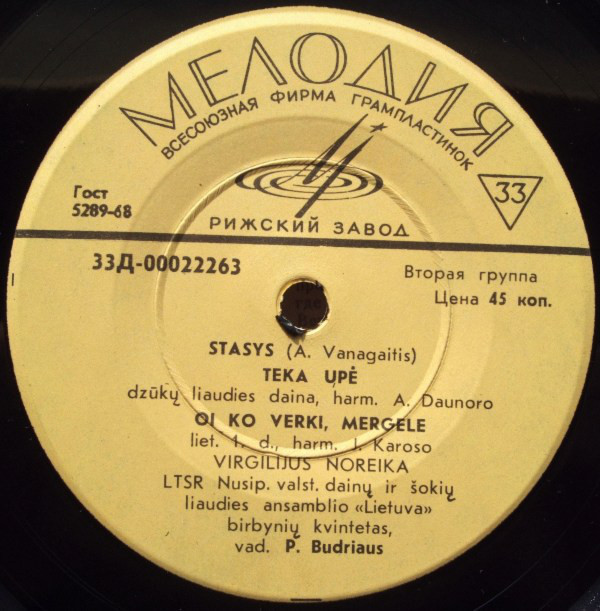 МЕЛОДИЯ
ВСЕСОЮЗНАЯ ФИРМА ГРАМПЛАСТИНОК
Гост
5289-68
33
РИЖСКИЙ ЗАВОД
33Д-00022263
Вторая группа
Цена 45 коп.
STASYS (A. Vanagaitis)
TEKA UPĖ
dzūkų liaudies daina, harm. A. Daunoro
OI KO VERKI, MERGELE
liet. l. d., harm. J. Karoso
VIRGILIJUS NOREIKA
LTSR Nusip. valst. dainų ir šokių
liaudies ansamblio «Lietuva»
birbynių kvintetas,
vad. P. Budriaus